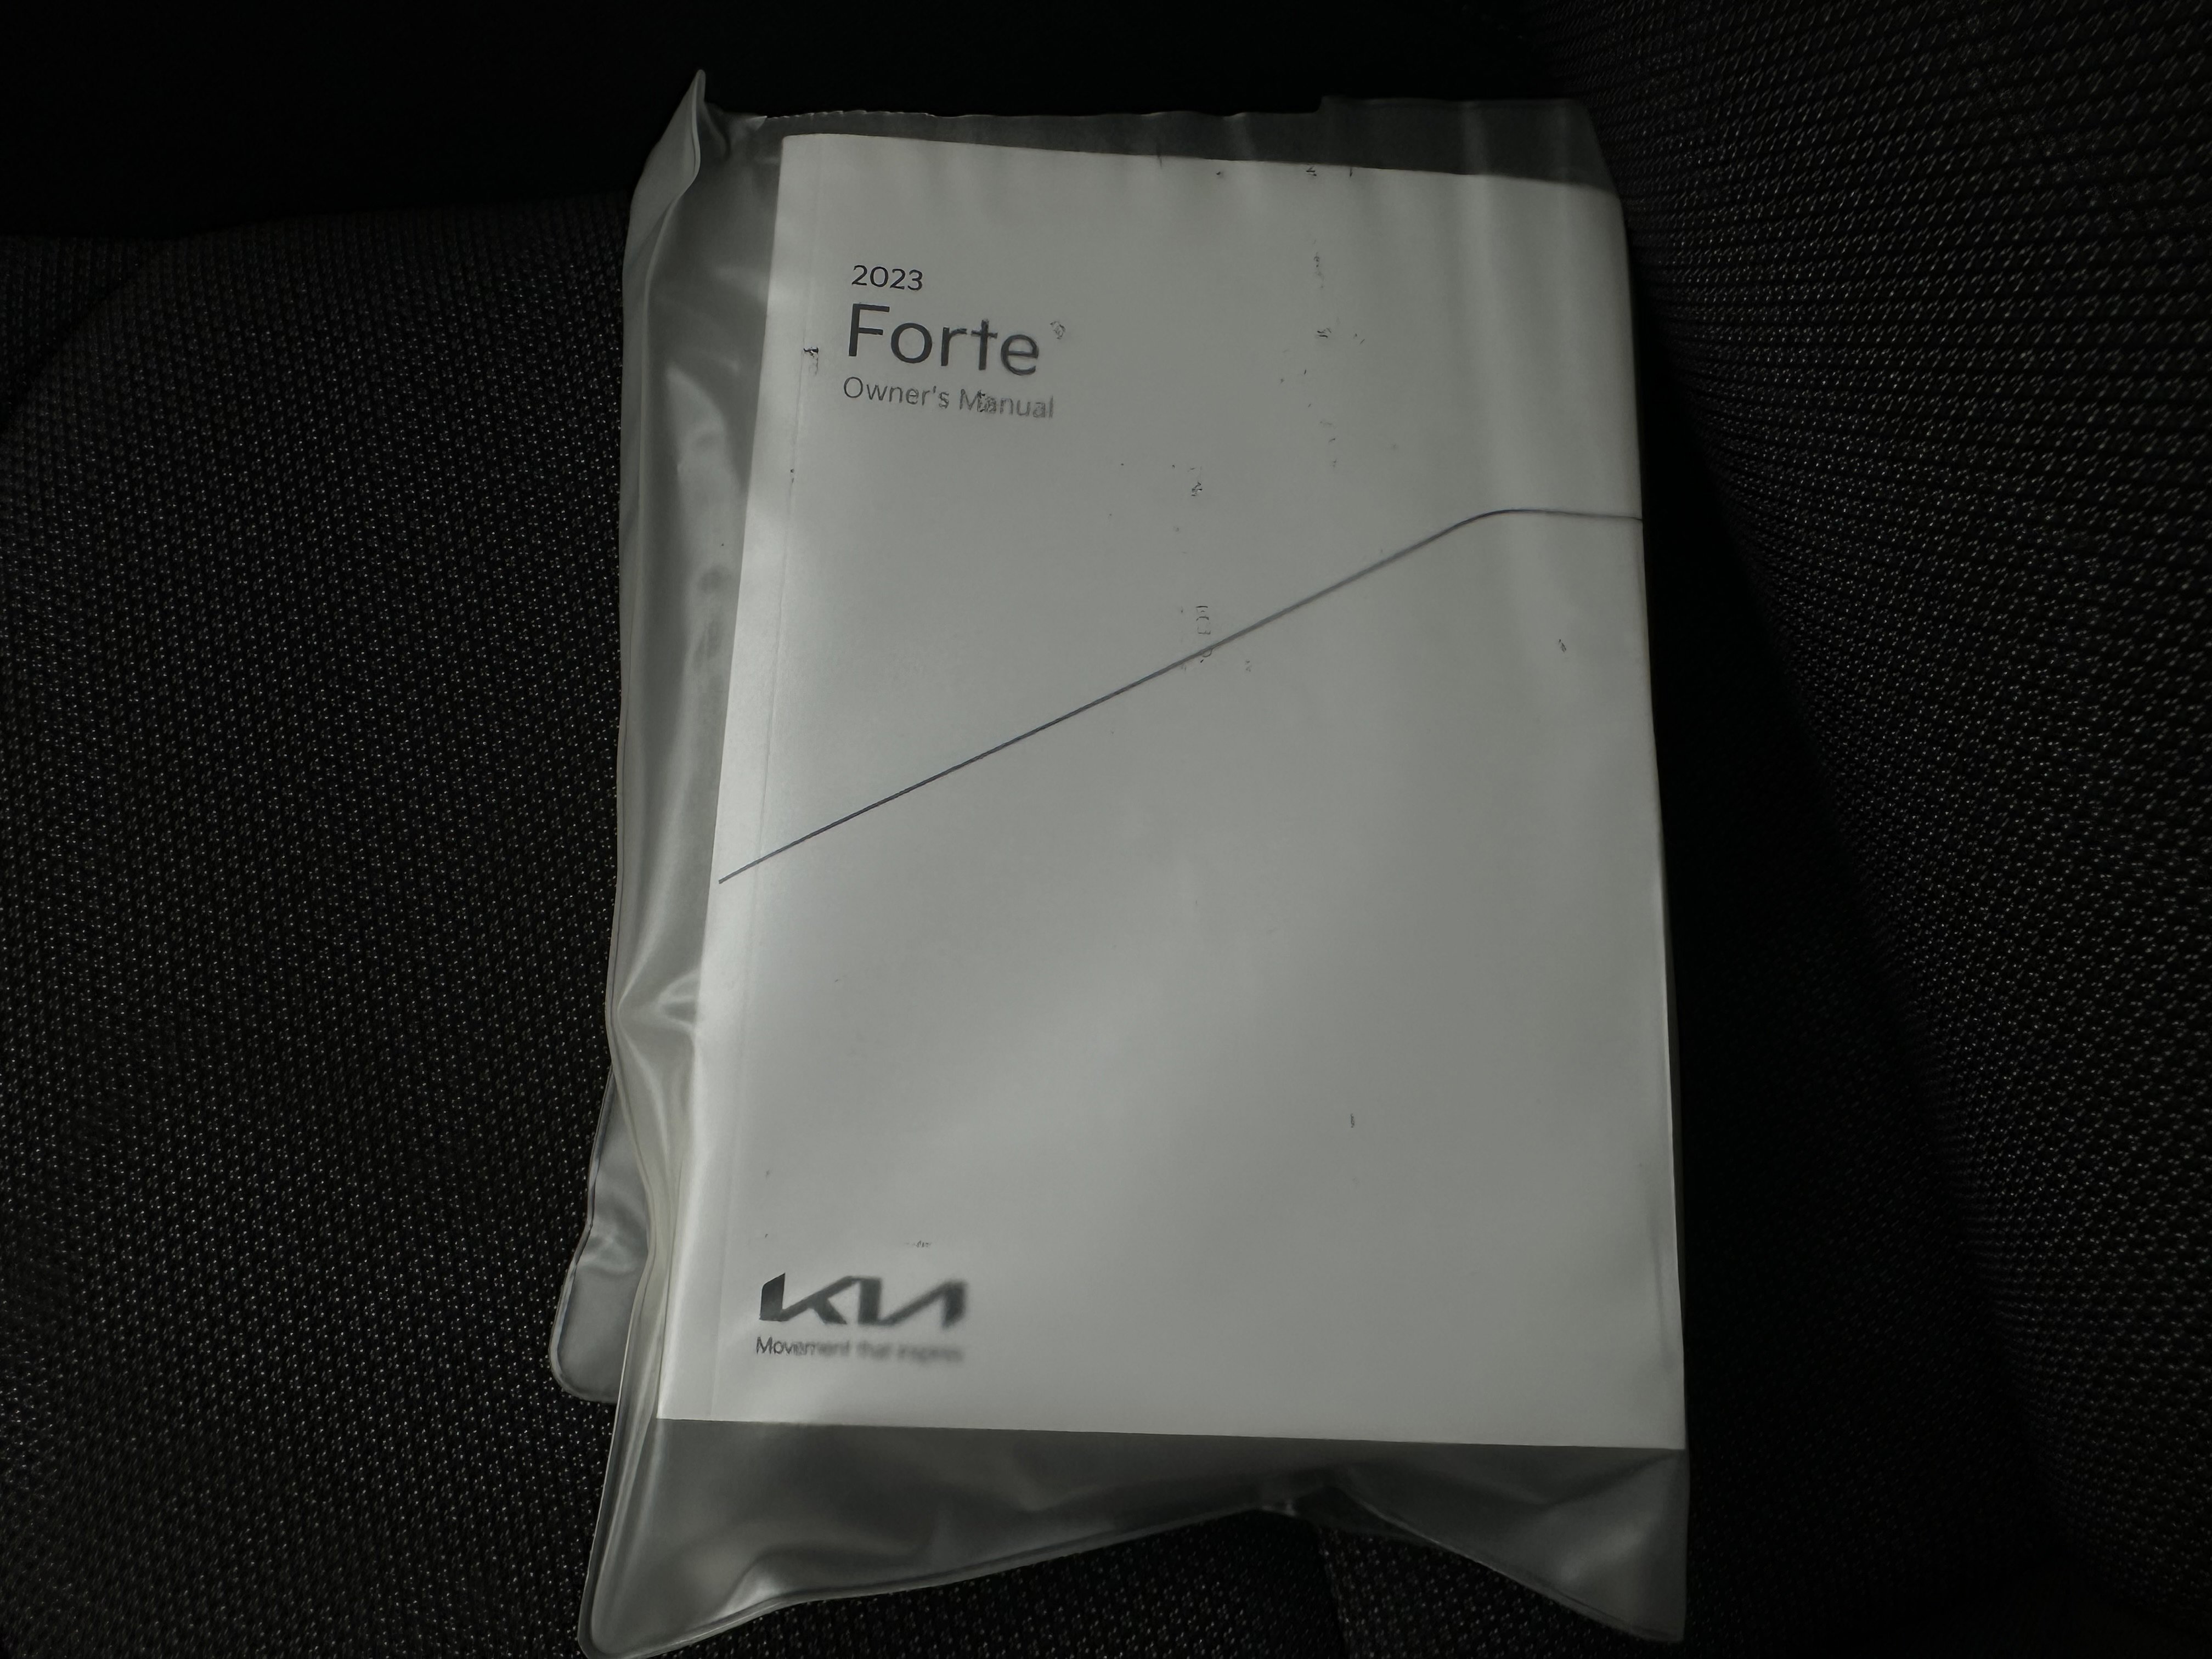 2023
Forte
Owner's Manual
KIA
Movement that inspires